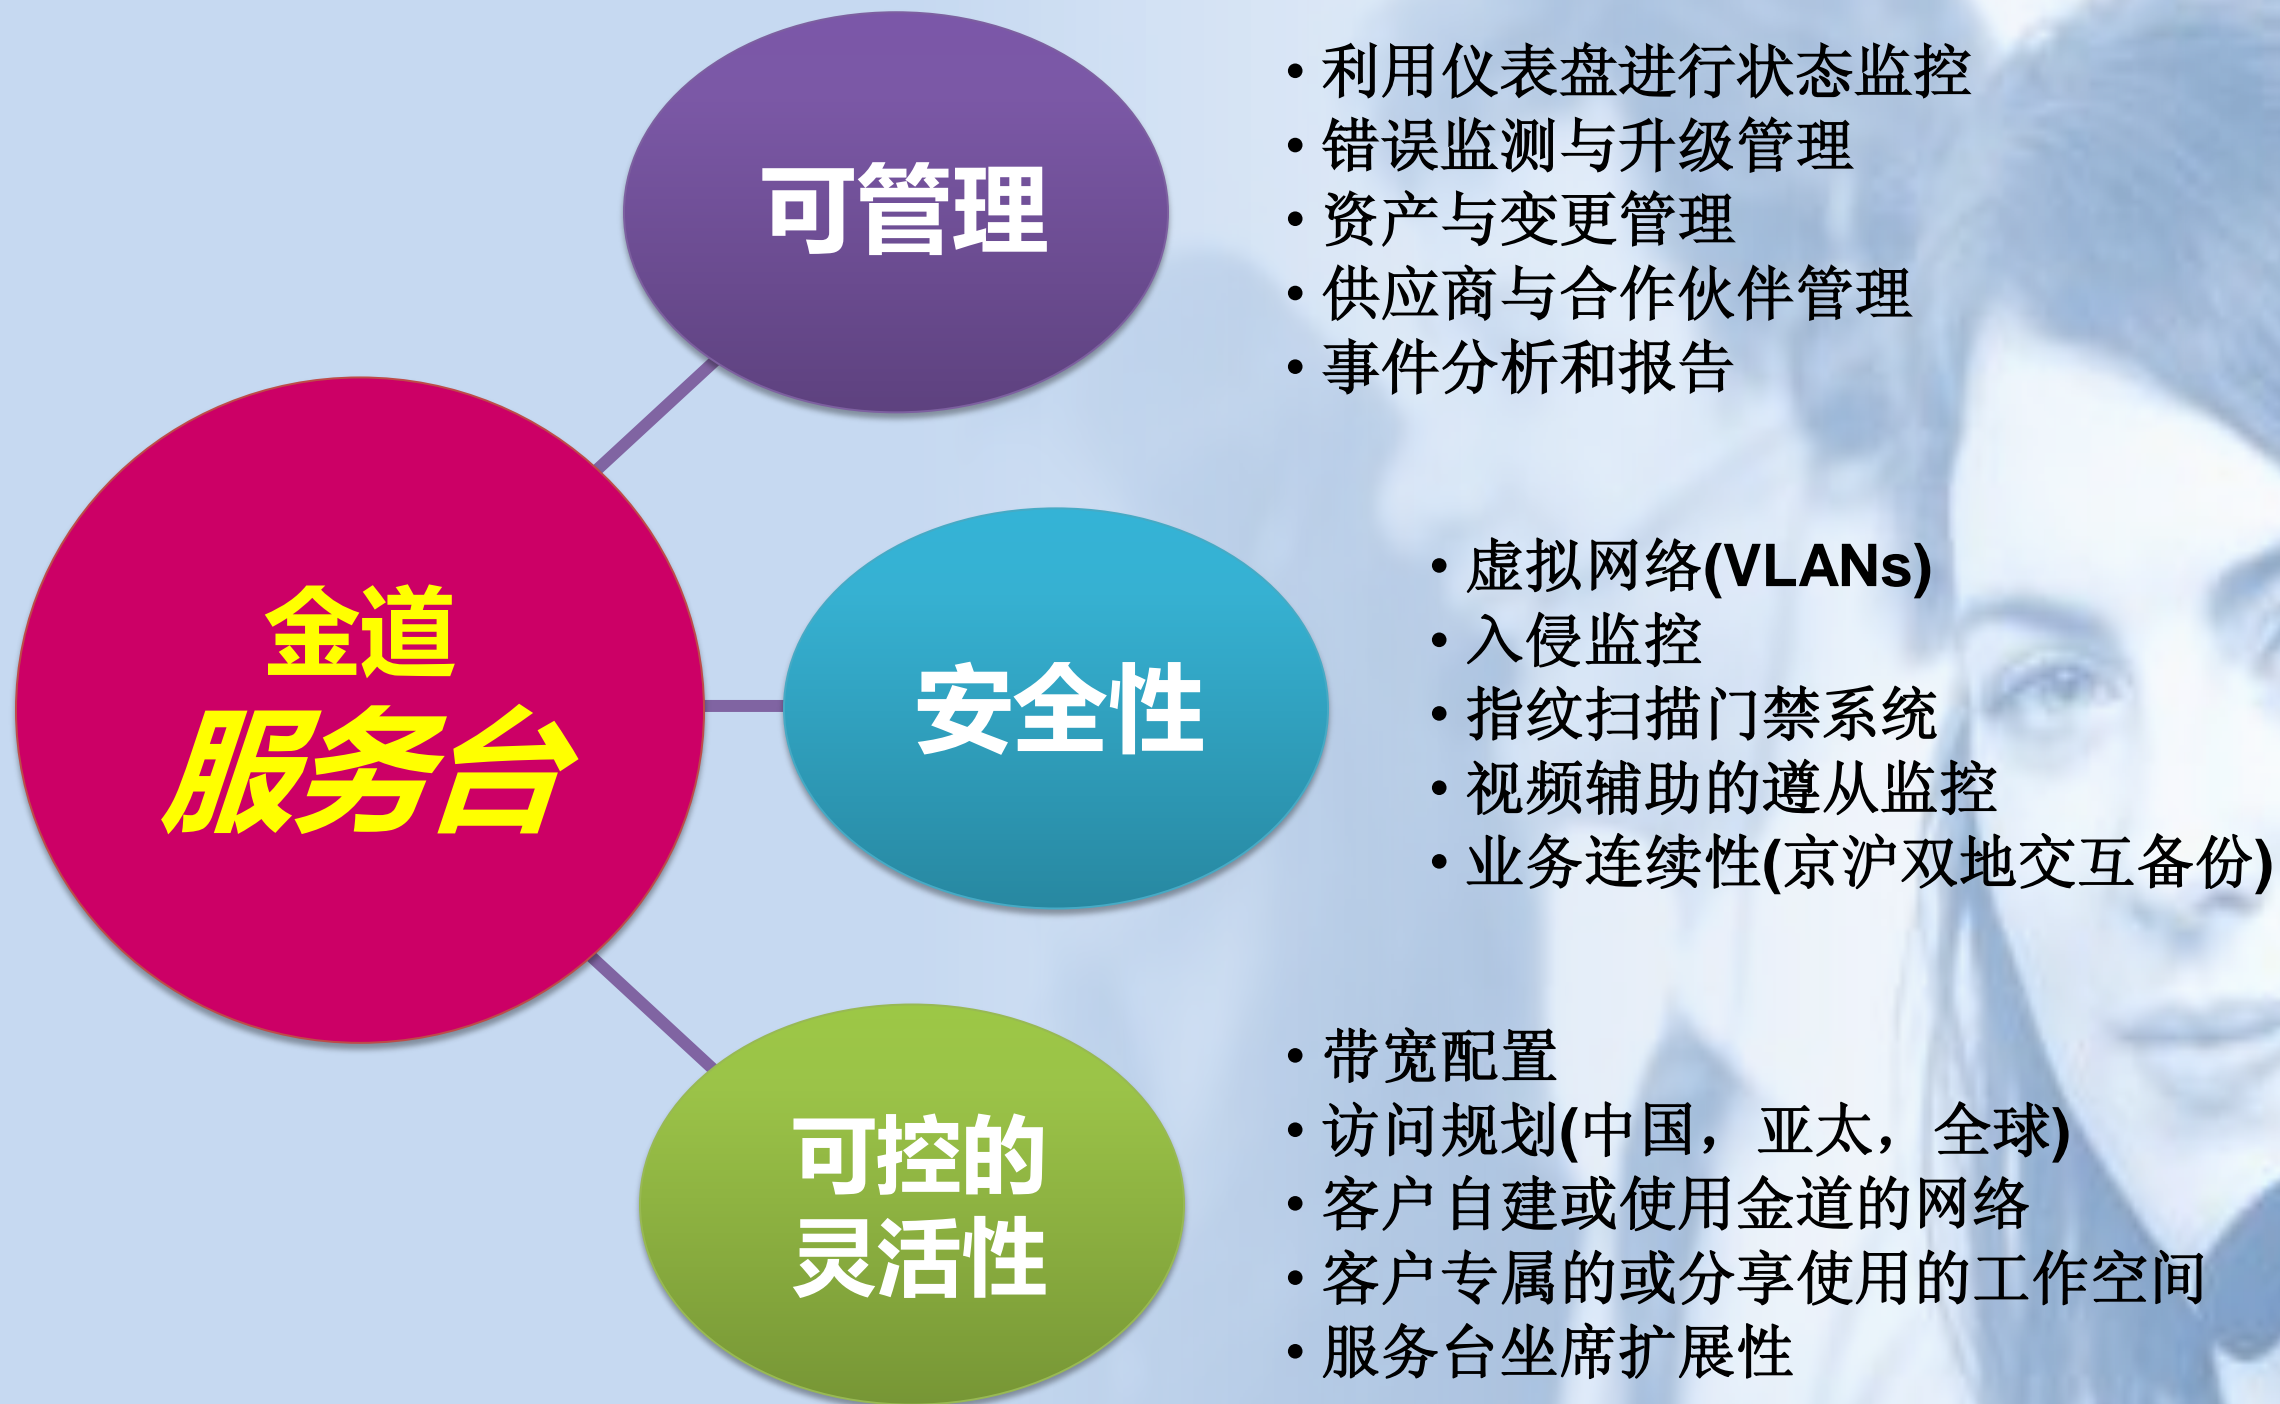 可管理
• 利用仪表盘进行状态监控
• 错误监测与升级管理
• 资产与变更管理
• 供应商与合作伙伴管理
• 事件分析和报告
金道
服务台
安全性
• 虚拟网络(VLANs)
• 入侵监控
• 指纹扫描门禁系统
• 视频辅助的遵从监控
• 业务连续性(京沪双地交互备份)
可控的
灵活性
• 带宽配置
• 访问规划(中国，亚太，全球)
• 客户自建或使用金道的网络
• 客户专属的或分享使用的工作空间
• 服务台坐席扩展性